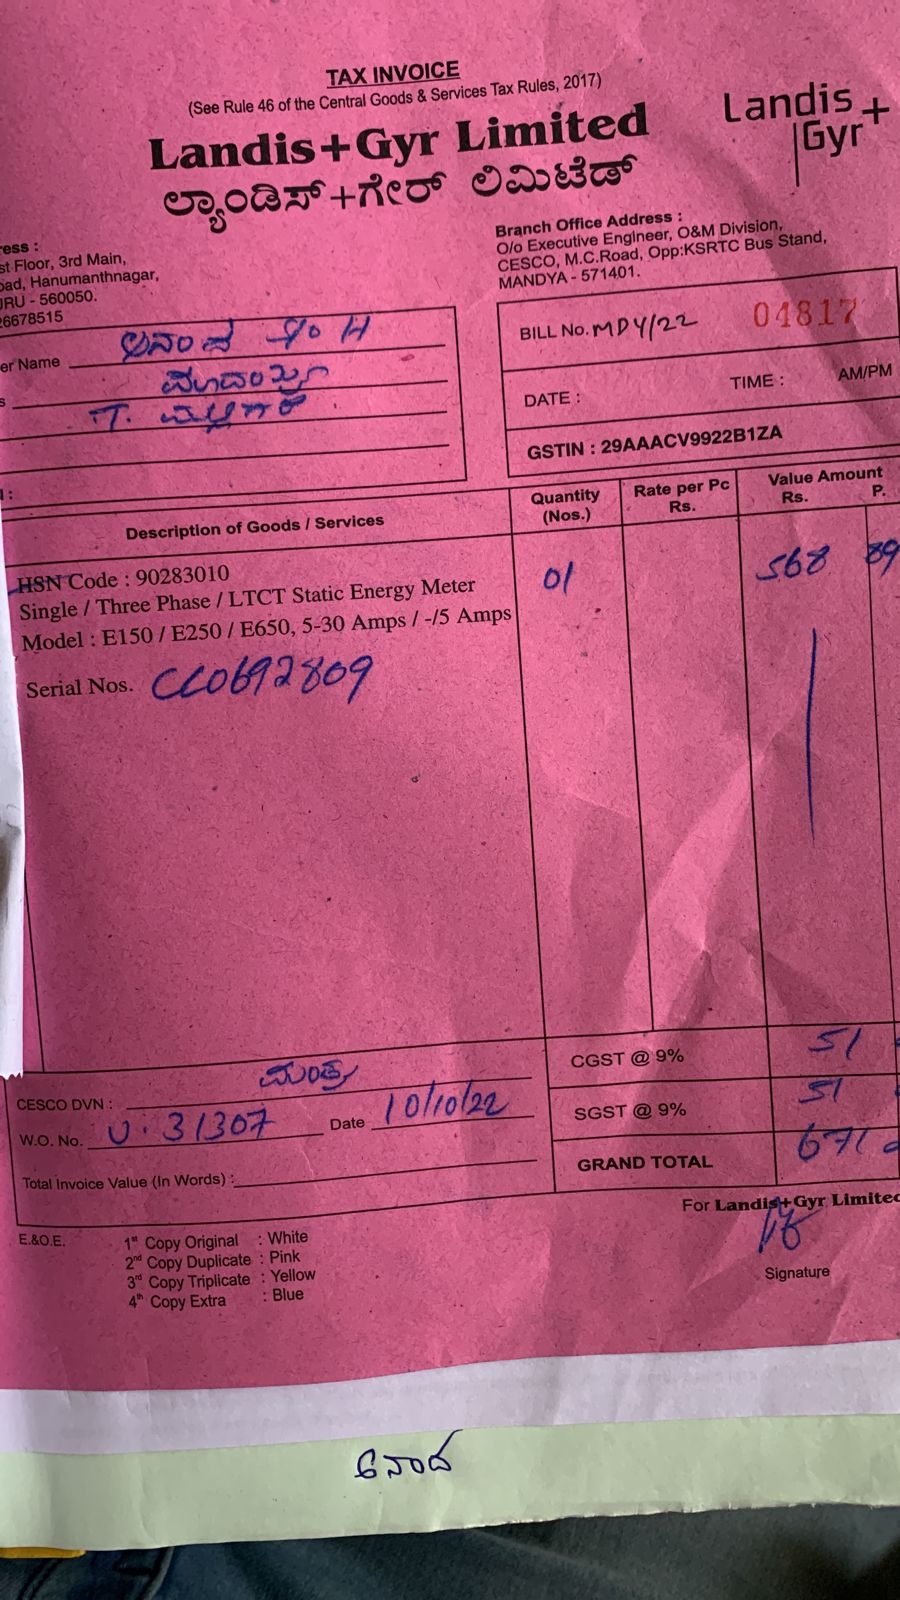 TAX INVOICE
(See Rule 46 of the Central Goods & Services Tax Rules, 2017)
Landis+Gyr Limited
ಲ್ಯಾಂಡಿಸ್+ಗೇರ್ ಲಿಮಿಟೆಡ್
Landis+
Gyr
ress :
st Floor, 3rd Main,
oad, Hanumanthnagar,
URU - 560050.
26678515
Branch Office Address :
O/o Executive Engineer, O&M Division,
CESCO, M.C.Road, Opp:KSRTC Bus Stand,
MANDYA - 571401.
er Name
BILL No. MDY/22 04817
DATE : TIME : AM/PM
GSTIN : 29AAACV9922B1ZA
Description of Goods / Services Quantity (Nos.) Rate per Pc Rs. Value Amount Rs. P.
HSN Code : 90283010 01 568 89
Single / Three Phase / LTCT Static Energy Meter
Model : E150 / E250 / E650, 5-30 Amps / -/5 Amps
Serial Nos. CC0692809
CGST @ 9% 51
CESCO DVN :
SGST @ 9% 51
W.O. No. U.31307 Date 10/10/22
GRAND TOTAL 671
Total Invoice Value (In Words) :
For Landis+Gyr Limited
E.&O.E.
1st Copy Original : White
2nd Copy Duplicate : Pink
3rd Copy Triplicate : Yellow
4th Copy Extra : Blue
Signature